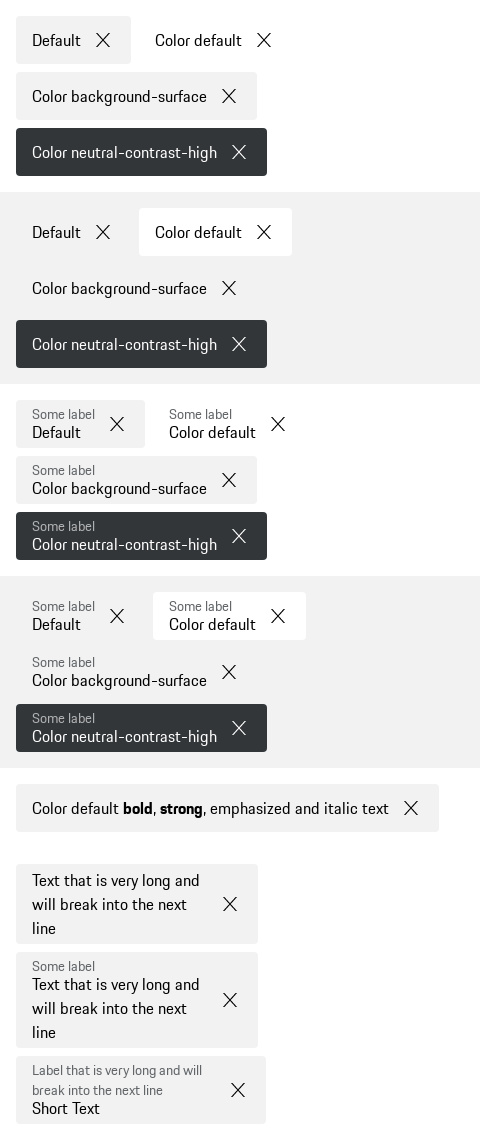 Default
Color default
Color background-surface
Color neutral-contrast-high
Default
Color default
Color background-surface
Color neutral-contrast-high
Some label
Default
Some label
Color default
Some label
Color background-surface
Some label
Color neutral-contrast-high
Some label
Default
Some label
Color default
Some label
Color background-surface
Some label
Color neutral-contrast-high
Color default bold, strong, emphasized and italic text
Text that is very long and
will break into the next
line
Some label
Text that is very long and
will break into the next
line
Label that is very long and will
break into the next line
Short Text